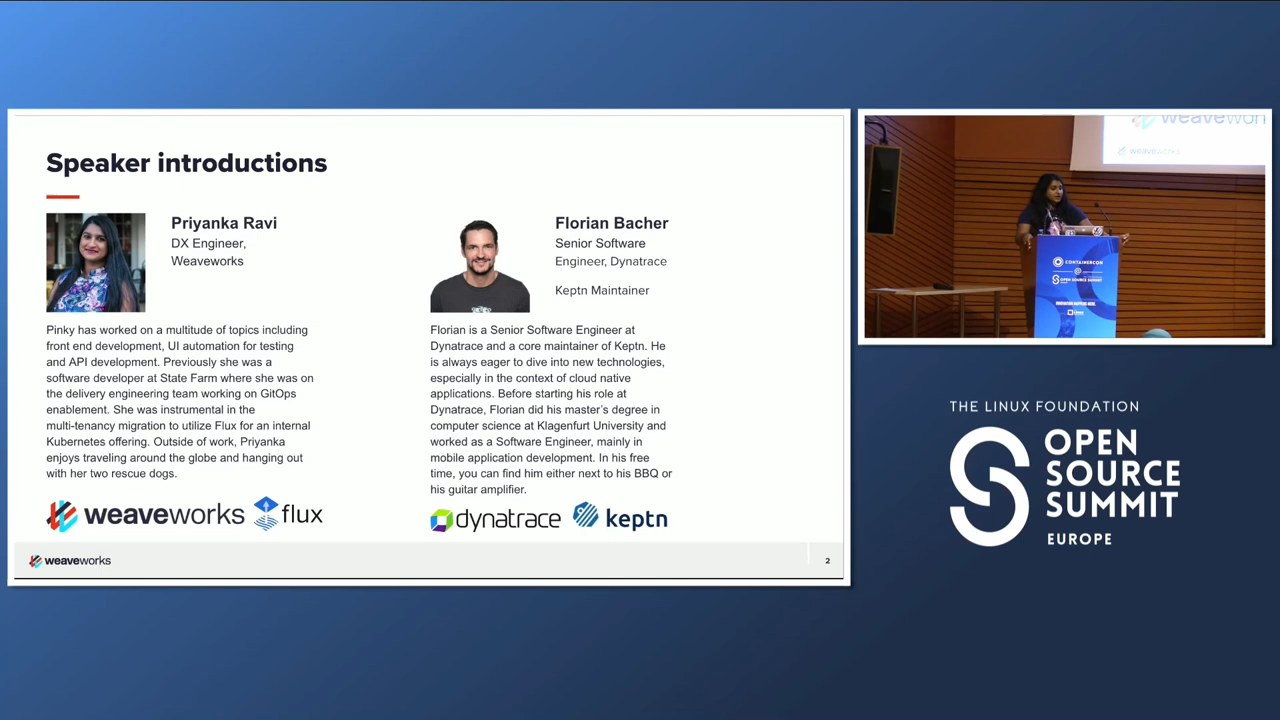 Speaker introductions
Priyanka Ravi
DX Engineer,
Weaveworks
Pinky has worked on a multitude of topics including
front end development, UI automation for testing
and API development. Previously she was a
software developer at State Farm where she was on
the delivery engineering team working on GitOps
enablement. She was instrumental in the
multi-tenancy migration to utilize Flux for an internal
Kubernetes offering. Outside of work, Priyanka
enjoys traveling around the globe and hanging out
with her two rescue dogs.
weaveworks
flux
Florian Bacher
Senior Software
Engineer, Dynatrace
Keptn Maintainer
Florian is a Senior Software Engineer at
Dynatrace and a core maintainer of Keptn. He
is always eager to dive into new technologies,
especially in the context of cloud native
applications. Before starting his role at
Dynatrace, Florian did his master's degree in
computer science at Klagenfurt University and
worked as a Software Engineer, mainly in
mobile application development. In his free
time, you can find him either next to his BBQ or
his guitar amplifier.
dynatrace
keptn
weaveworks
2
weavewor
weaveworks
CONTAINERCON
OPEN SOURCE SUMMIT
THE LINUX FOUNDATION
OPEN
SOURCE
SUMMIT
EUROPE